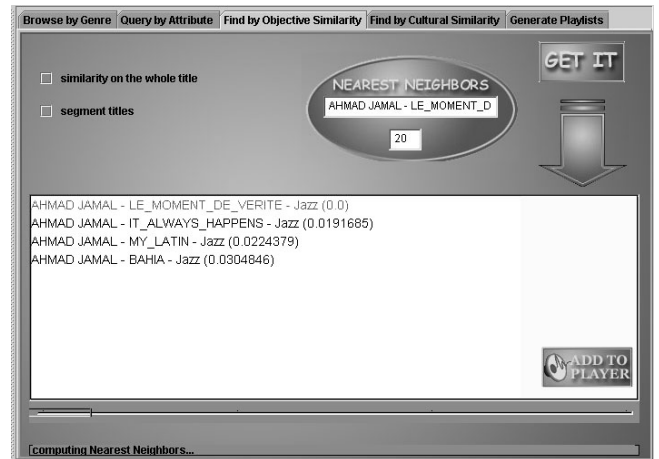 Browse by Genre Query by Attribute Find by Objective Similarity Find by Cultural Similarity Generate Playlists
GET IT
similarity on the whole title
NEAREST NEIGHBORS
AHMAD JAMAL - LE_MOMENT_D
segment titles
20
AHMAD JAMAL - LE_MOMENT_DE_VERITE - Jazz (0.0)
AHMAD JAMAL - IT_ALWAYS_HAPPENS - Jazz (0.0191685)
AHMAD JAMAL - MY_LATIN - Jazz (0.0224379)
AHMAD JAMAL - BAHIA - Jazz (0.0304846)
ADD TO
PLAYER
computing Nearest Neighbors...